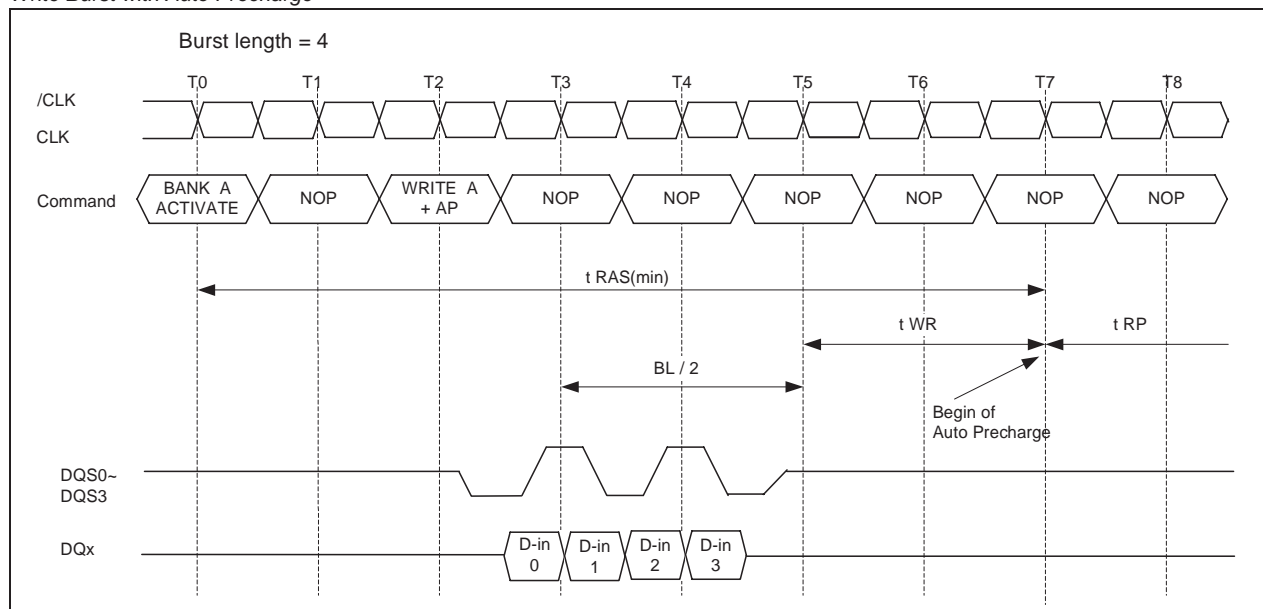 Write Burst with Auto Precharge
Burst length = 4
T0 T1 T2 T3 T4 T5 T6 T7 T8
/CLK
CLK
Command
BANK A
ACTIVATE
NOP
WRITE A
+ AP
NOP
NOP
NOP
NOP
NOP
NOP
t RAS(min)
t WR
t RP
BL / 2
Begin of
Auto Precharge
DQS0~
DQS3
DQx
D-in
0
D-in
1
D-in
2
D-in
3